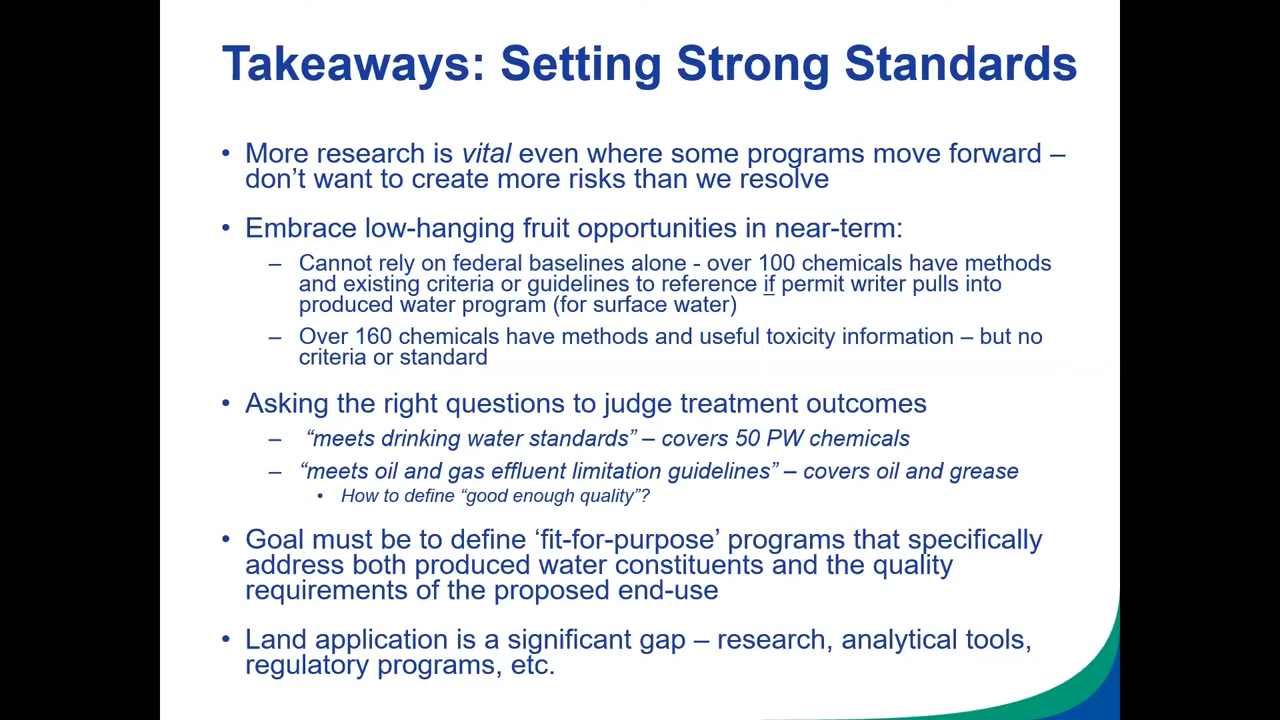 Takeaways: Setting Strong Standards
• More research is vital even where some programs move forward –
don’t want to create more risks than we resolve
• Embrace low-hanging fruit opportunities in near-term:
– Cannot rely on federal baselines alone - over 100 chemicals have methods
and existing criteria or guidelines to reference if permit writer pulls into
produced water program (for surface water)
– Over 160 chemicals have methods and useful toxicity information – but no
criteria or standard
• Asking the right questions to judge treatment outcomes
– “meets drinking water standards” – covers 50 PW chemicals
– “meets oil and gas effluent limitation guidelines” – covers oil and grease
• How to define “good enough quality”?
• Goal must be to define ‘fit-for-purpose’ programs that specifically
address both produced water constituents and the quality
requirements of the proposed end-use
• Land application is a significant gap – research, analytical tools,
regulatory programs, etc.